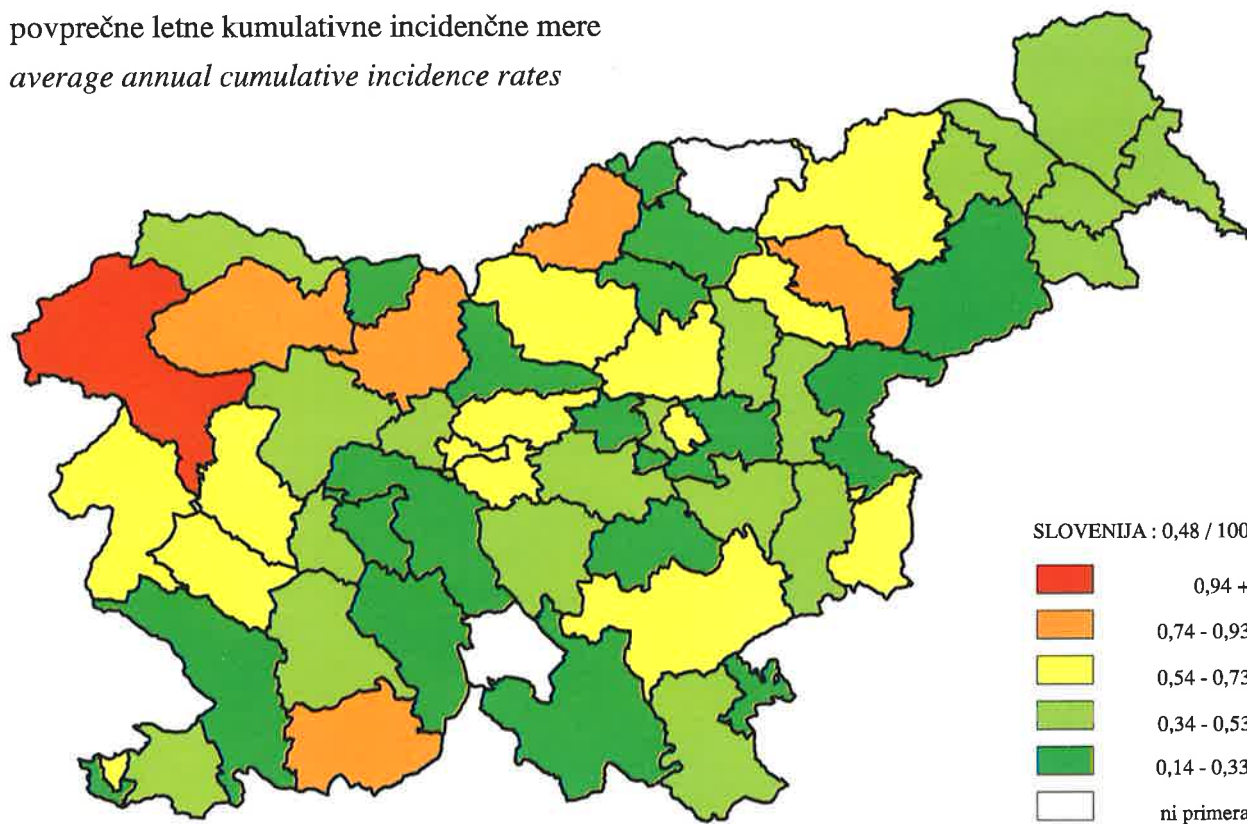 povprečne letne kumulativne incidenčne mere
average annual cumulative incidence rates
SLOVENIJA : 0,48 / 100
0,94 +
0,74 - 0,93
0,54 - 0,73
0,34 - 0,53
0,14 - 0,33
ni primera